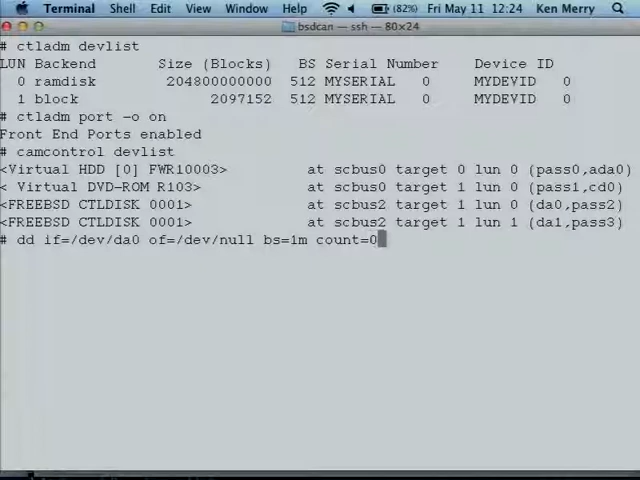 Terminal Shell Edit View Window Help (82%) Fri May 11 12:24 Ken Merry
bsdcan — ssh — 80×24
# ctladm devlist
LUN Backend Size (Blocks) BS Serial Number Device ID
0 ramdisk 204800000000 512 MYSERIAL 0 MYDEVID 0
1 block 2097152 512 MYSERIAL 0 MYDEVID 0
# ctladm port -o on
Front End Ports enabled
# camcontrol devlist
<Virtual HDD [0] FWR10003> at scbus0 target 0 lun 0 (pass0,ada0)
< Virtual DVD-ROM R103> at scbus0 target 1 lun 0 (pass1,cd0)
<FREEBSD CTLDISK 0001> at scbus2 target 1 lun 0 (da0,pass2)
<FREEBSD CTLDISK 0001> at scbus2 target 1 lun 1 (da1,pass3)
# dd if=/dev/da0 of=/dev/null bs=1m count=0